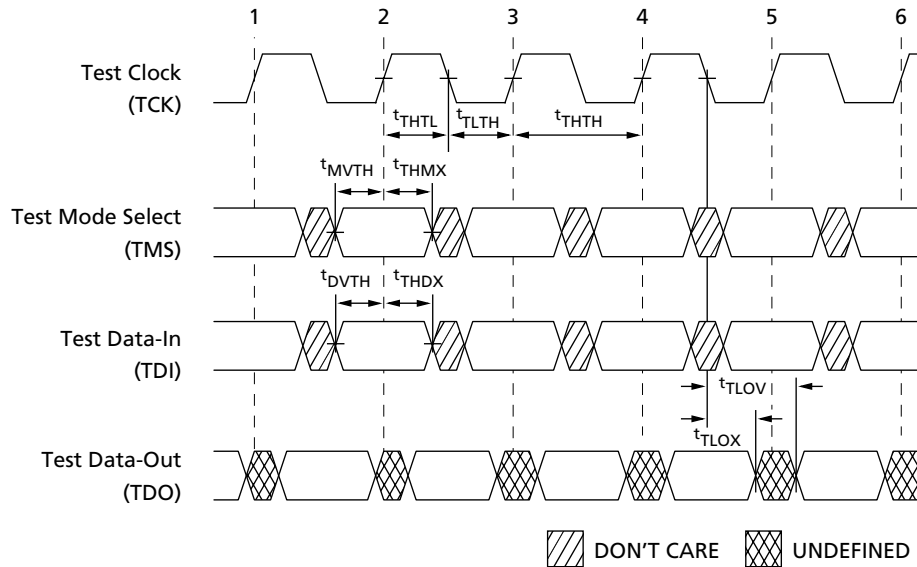 1 2 3 4 5 6
Test Clock
(TCK)
tTHTL tTLTH tTHTH
tMVTH tTHMX
Test Mode Select
(TMS)
tDVTH tTHDX
Test Data-In
(TDI)
tTLOV
tTLOX
Test Data-Out
(TDO)
DON'T CARE UNDEFINED